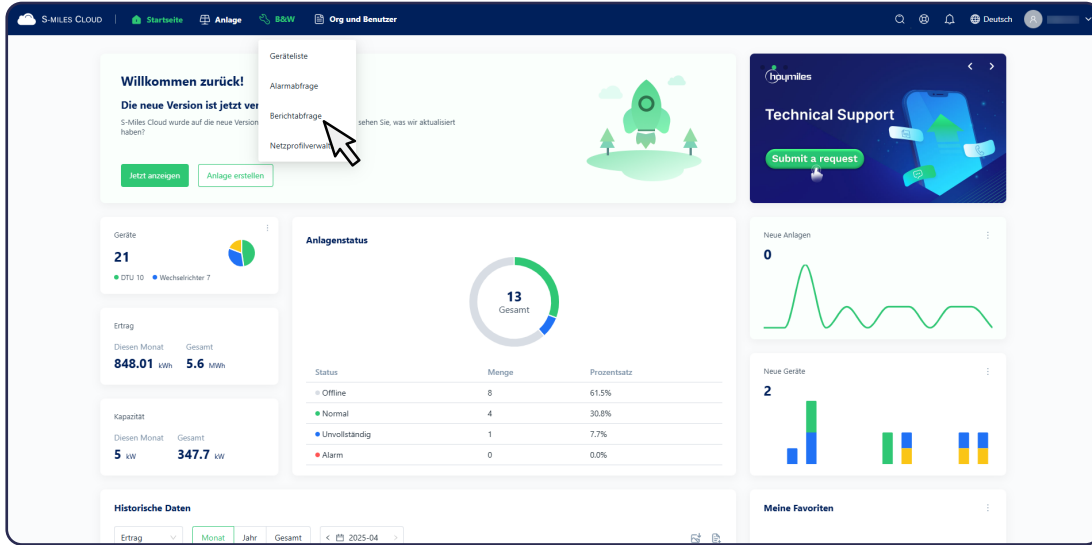 S-MILES CLOUD
Startseite
Anlage
B&W
Org und Benutzer
Deutsch
Geräteliste
Alarmabfrage
Berichtabfrage
Willkommen zurück!
Die neue Version ist jetzt
S-Miles Cloud wurde auf die neue Version
sehen Sie, was wir aktualisiert
haben?
Jetzt anzeigen
Anlage erstellen
hoymiles
Technical Support
Submit a request
Geräte
21
DTU 10
Wechselrichter 7
Ertrag
Diesen Monat
Gesamt
848.01 kWh
5.6 MWh
Kapazität
Diesen Monat
Gesamt
5 kW
347.7 kW
Anlagenstatus
13
Gesamt
Status Menge Prozentsatz
Offline 8 61.5%
Normal 4 30.8%
Unvollständig 1 7.7%
Alarm 0 0.0%
Neue Anlagen
0
Neue Geräte
2
Historische Daten
Ertrag
Monat
Jahr
Gesamt
2025-04
Meine Favoriten